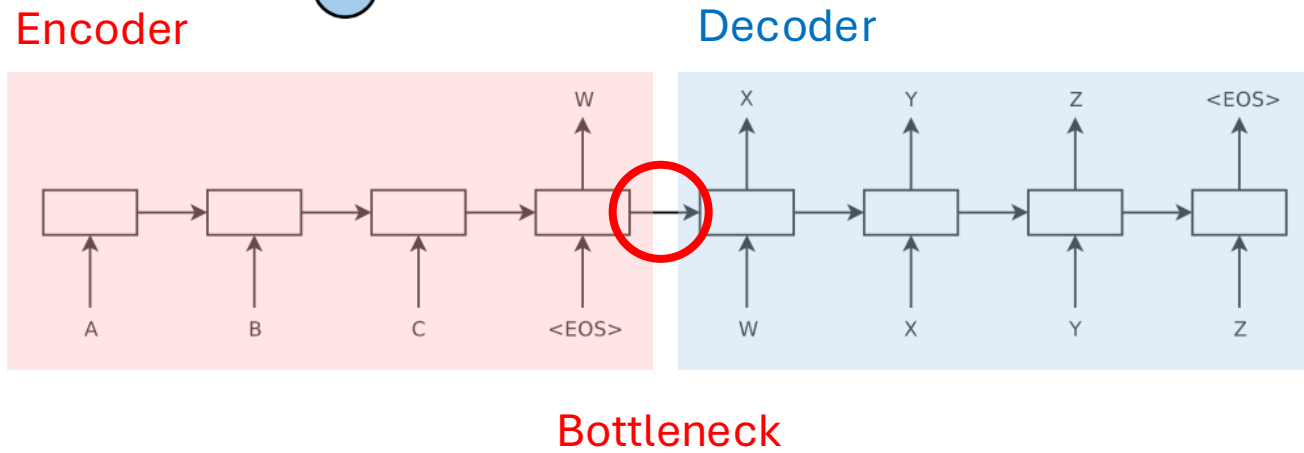 Encoder Decoder
W X Y Z <EOS>
A B C <EOS> W X Y Z
Bottleneck